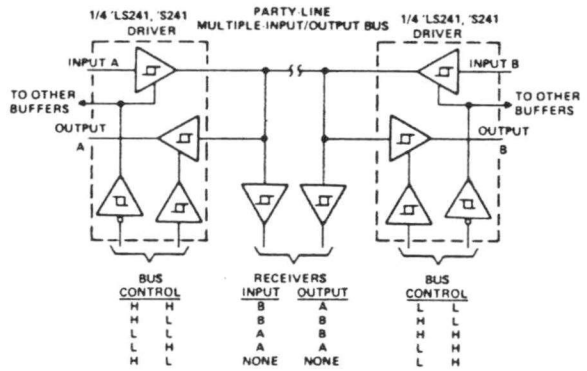 1/4 'LS241, 'S241
DRIVER
PARTY-LINE
MULTIPLE-INPUT/OUTPUT BUS
1/4 'LS241, 'S241
DRIVER
INPUT A
INPUT B
TO OTHER
BUFFERS
TO OTHER
BUFFERS
OUTPUT
A
OUTPUT
B
BUS
CONTROL
RECEIVERS
INPUT OUTPUT
BUS
CONTROL
H H B A L L
H L B B H L
L L A B H H
L H A A L H
H L NONE NONE H L